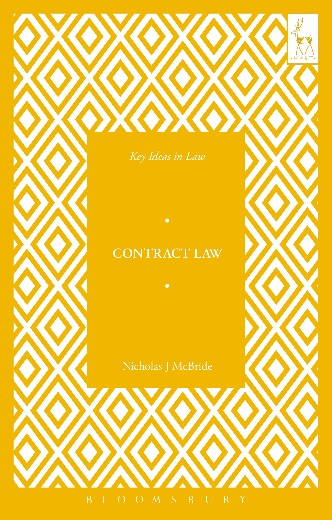 Key Ideas in Law
CONTRACT LAW
Nicholas J McBride
BLOOMSBURY